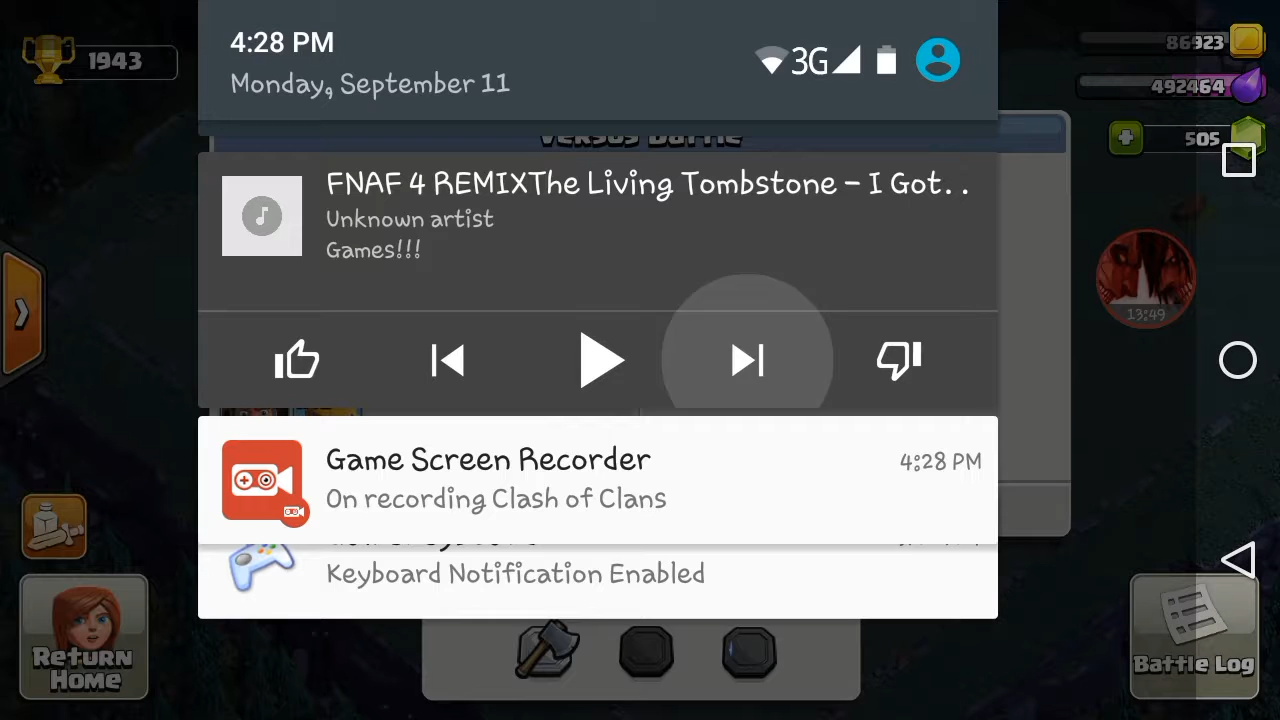 4:28 PM
Monday, September 11
3G
1943
86923
492464
505
Versus Battle
FNAF 4 REMIXThe Living Tombstone – I Got. .
Unknown artist
Games!!!
13:49
Game Screen Recorder
4:28 PM
On recording Clash of Clans
Keyboard Notification Enabled
Return
Home
Battle Log